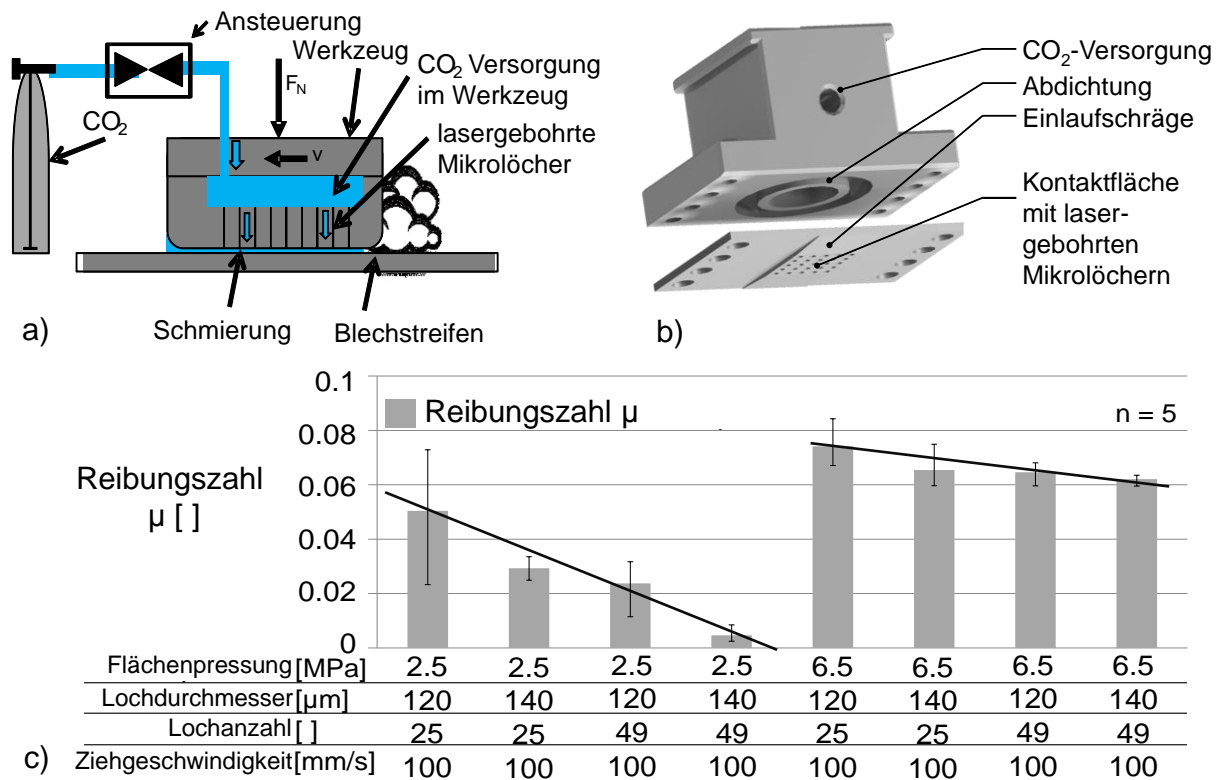 a)
Ansteuerung
Werkzeug
CO₂ Versorgung
im Werkzeug
F_N
CO₂
lasergebohrte
Mikrolöcher
v
Schmierung
Blechstreifen
b)
CO₂-Versorgung
Abdichtung
Einlaufschräge
Kontaktfläche
mit laser-
gebohrten
Mikrolöchern
c)
Reibungszahl
µ [ ]
Reibungszahl µ
n = 5
0.1
0.08
0.06
0.04
0.02
0
Flächenpressung [MPa] 2.5 2.5 2.5 2.5 6.5 6.5 6.5 6.5
Lochdurchmesser [µm] 120 140 120 140 120 140 120 140
Lochanzahl [ ] 25 25 49 49 25 25 49 49
Ziehgeschwindigkeit [mm/s] 100 100 100 100 100 100 100 100